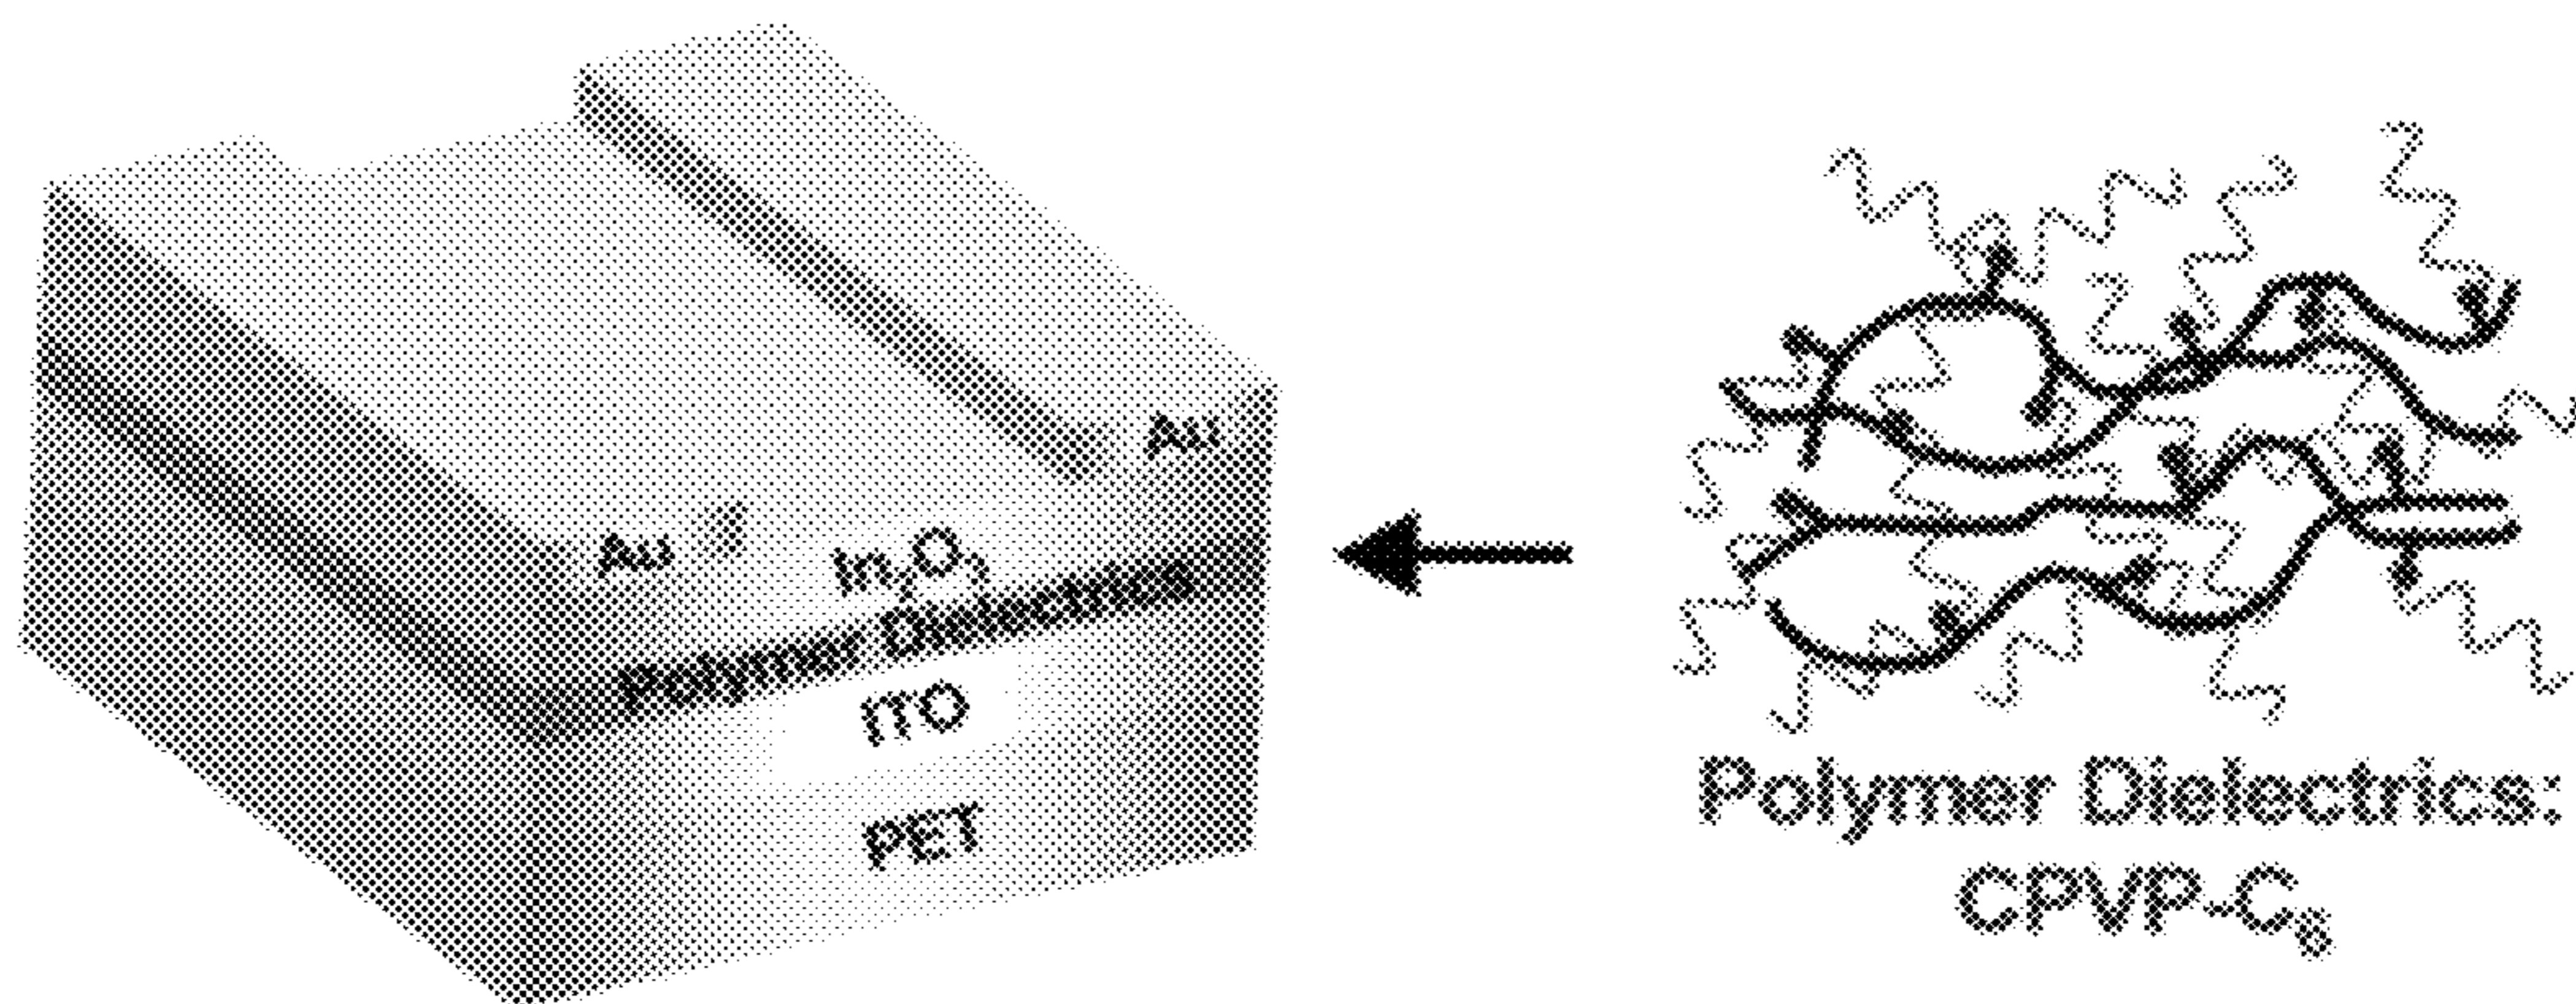 Au
Au
In₂O₃
Polymer Dielectrics
ITO
PET
Polymer Dielectrics:
CPVP-C₆